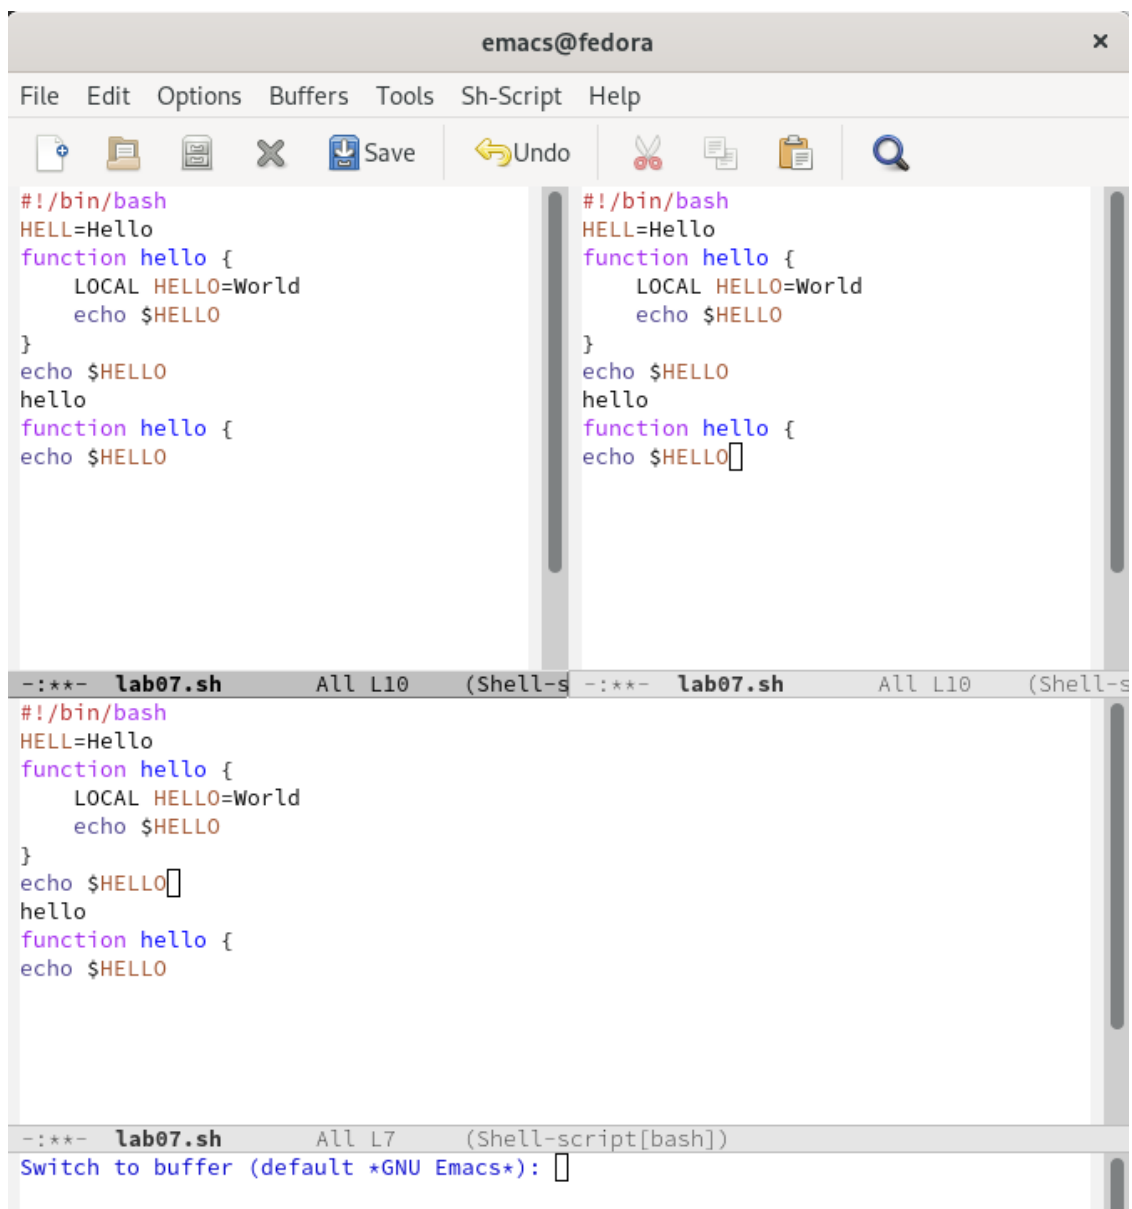 emacs@fedora
File Edit Options Buffers Tools Sh-Script Help
Save Undo
#!/bin/bash
HELL=Hello
function hello {
    LOCAL HELLO=World
    echo $HELLO
}
echo $HELLO
hello
function hello {
echo $HELLO
-:**- lab07.sh All L10 (Shell-s
#!/bin/bash
HELL=Hello
function hello {
    LOCAL HELLO=World
    echo $HELLO
}
echo $HELLO
hello
function hello {
echo $HELLO
-:**- lab07.sh All L10 (Shell-s
#!/bin/bash
HELL=Hello
function hello {
    LOCAL HELLO=World
    echo $HELLO
}
echo $HELLO
hello
function hello {
echo $HELLO
-:**- lab07.sh All L7 (Shell-script[bash])
Switch to buffer (default *GNU Emacs*):